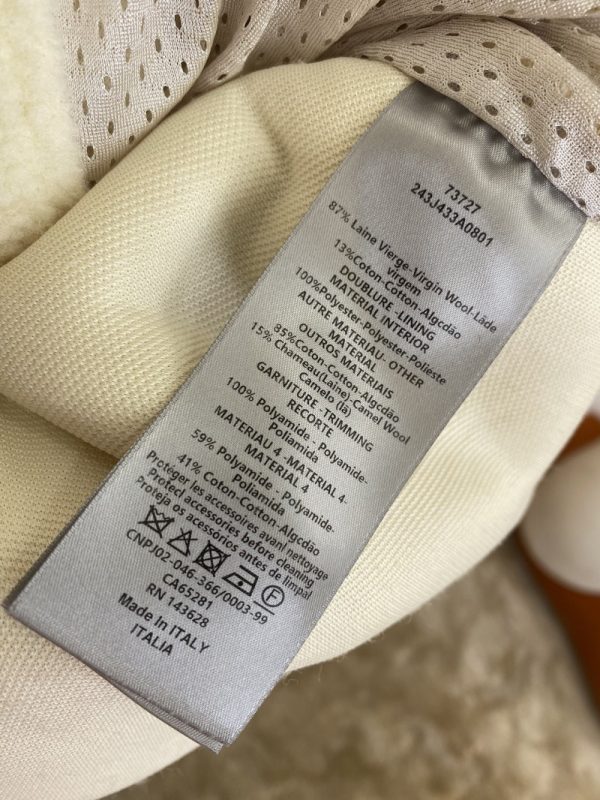 73727
243J433A0801
87% Laine Vierge-Virgin Wool-Lãde
virgem
13%Coton-Cotton-Algcdão
DOUBLURE -LINING
MATERIAL INTERIOR
100%Polyester-Polyester-Polieste
AUTRE MATERIAU- OTHER
OUTROS MATERIAIS
85%Coton-Cotton-Algcdão
15% Chameau(Laine)-Camel Wool
Camelo (lã)
GARNITURE -TRIMMING
RECORTE
100% Polyamide - Polyamide-
Poliamida
MATERIAU 4 -MATERIAL 4-
MATERIAL 4
59% Polyamide - Polyamide-
Poliamida
41% Coton-Cotton-Algcdão
Protéger les accessoires avani nettoyage
Protecl accessories before cleaning
Proteja os acessórios antes de limpal
F
CNPJ02-046-366/0003-99
CA65281
RN 143628
Made In ITALY
ITALIA